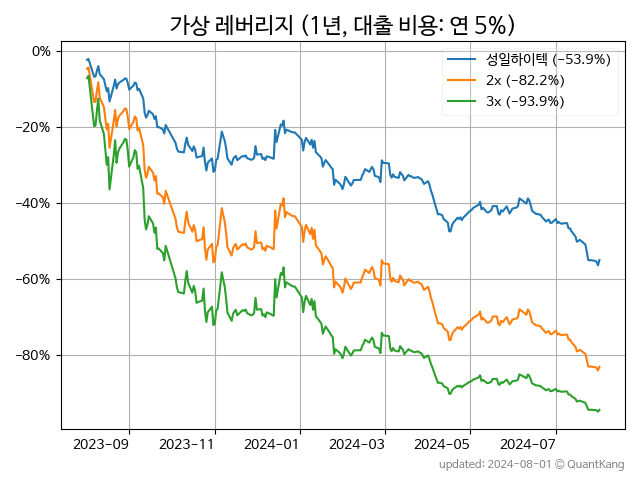 가상 레버리지 (1년, 대출 비용: 연 5%)
성일하이텍 (−53.9%)
2x (−82.2%)
3x (−93.9%)
0%
−20%
−40%
−60%
−80%
2023−09 2023−11 2024−01 2024−03 2024−05 2024−07
updated: 2024-08-01 © QuantKang